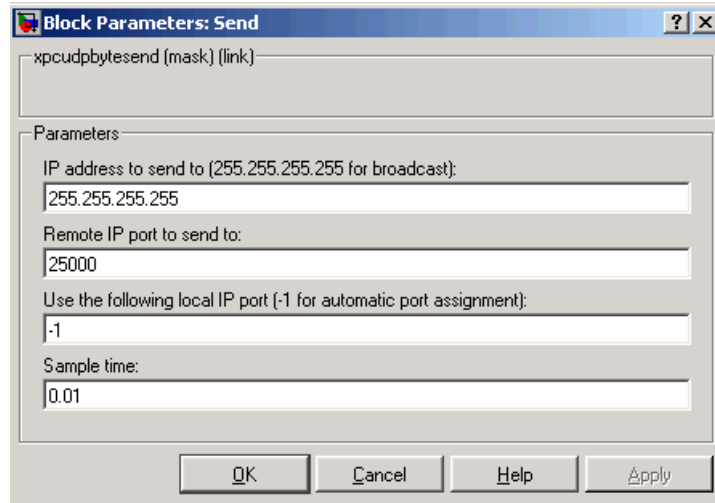 Block Parameters: Send
xpcudpbytesend (mask) (link)
Parameters
IP address to send to (255.255.255.255 for broadcast):
255.255.255.255
Remote IP port to send to:
25000
Use the following local IP port (-1 for automatic port assignment):
-1
Sample time:
0.01
OK Cancel Help Apply